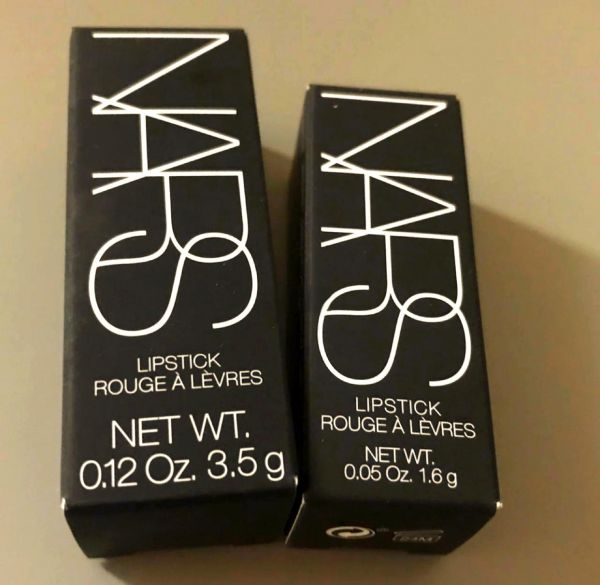 NARS
LIPSTICK
ROUGE À LÈVRES
NET WT.
0.12 Oz. 3.5 g
NARS
LIPSTICK
ROUGE À LÈVRES
NET WT.
0.05 Oz. 1.6 g